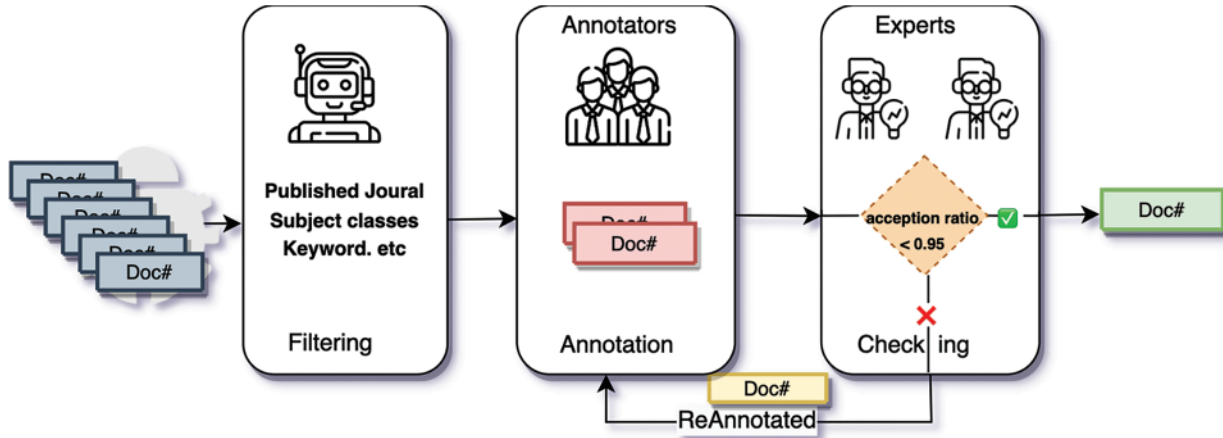 Doc#
Doc#
Doc#
Doc#
Doc#
Published Joural
Subject classes
Keyword. etc
Filtering
Annotators
Doc#
Doc#
Annotation
Experts
acception ratio
< 0.95
✅
❌
Check ing
Doc#
Doc#
ReAnnotated